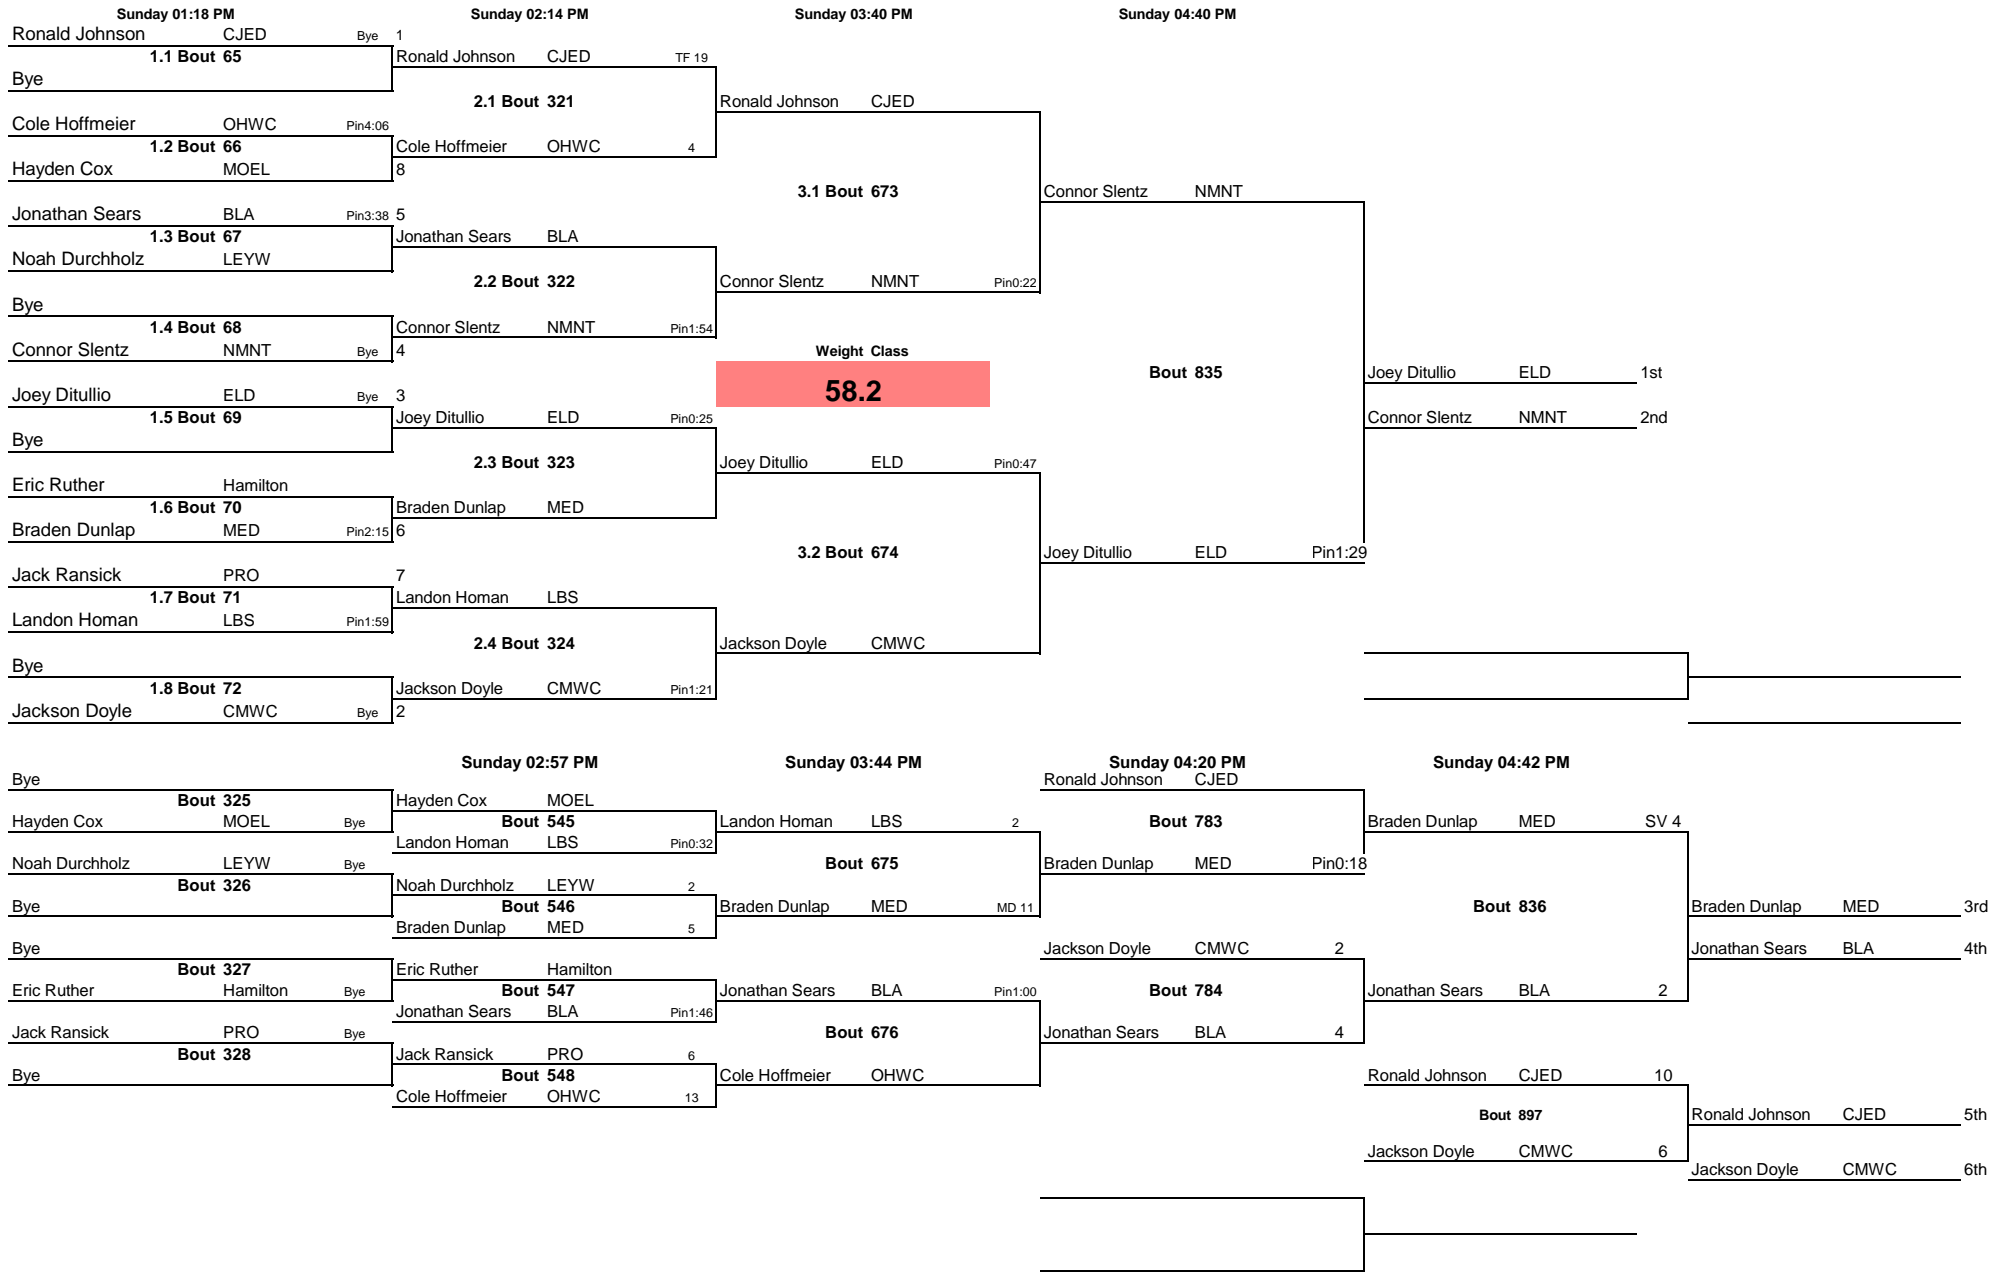 Sunday 01:18 PM Sunday 02:14 PM Sunday 03:40 PM Sunday 04:40 PM
Ronald Johnson CJED Bye 1
1.1 Bout 65 Ronald Johnson CJED TF 19
Bye
2.1 Bout 321 Ronald Johnson CJED
Cole Hoffmeier OHWC Pin4:06
1.2 Bout 66 Cole Hoffmeier OHWC 4
Hayden Cox MOEL 8
3.1 Bout 673 Connor Slentz NMNT
Jonathan Sears BLA Pin3:38 5
1.3 Bout 67 Jonathan Sears BLA
Noah Durchholz LEYW
2.2 Bout 322 Connor Slentz NMNT Pin0:22
Bye
1.4 Bout 68 Connor Slentz NMNT Pin1:54
Connor Slentz NMNT Bye 4 Weight Class
Bout 835 Joey Ditullio ELD 1st
58.2
Joey Ditullio ELD Bye 3
1.5 Bout 69 Joey Ditullio ELD Pin0:25 Connor Slentz NMNT 2nd
Bye
2.3 Bout 323 Joey Ditullio ELD Pin0:47
Eric Ruther Hamilton
1.6 Bout 70 Braden Dunlap MED
Braden Dunlap MED Pin2:15 6
3.2 Bout 674 Joey Ditullio ELD Pin1:29
Jack Ransick PRO 7
1.7 Bout 71 Landon Homan LBS
Landon Homan LBS Pin1:59
2.4 Bout 324 Jackson Doyle CMWC
Bye
1.8 Bout 72 Jackson Doyle CMWC Pin1:21
Jackson Doyle CMWC Bye 2
Sunday 02:57 PM Sunday 03:44 PM Sunday 04:20 PM Sunday 04:42 PM
Bye Ronald Johnson CJED
Bout 325 Hayden Cox MOEL
Hayden Cox MOEL Bye Bout 545 Landon Homan LBS 2 Bout 783 Braden Dunlap MED SV 4
Landon Homan LBS Pin0:32
Noah Durchholz LEYW Bye Bout 675 Braden Dunlap MED Pin0:18
Bout 326 Noah Durchholz LEYW 2
Bye Bout 546 Braden Dunlap MED MD 11 Bout 836 Braden Dunlap MED 3rd
Braden Dunlap MED 5
Bye Jackson Doyle CMWC 2 Jonathan Sears BLA 4th
Bout 327 Eric Ruther Hamilton
Eric Ruther Hamilton Bye Bout 547 Jonathan Sears BLA Pin1:00 Bout 784 Jonathan Sears BLA 2
Jonathan Sears BLA Pin1:46
Jack Ransick PRO Bye Bout 676 Jonathan Sears BLA 4
Bout 328 Jack Ransick PRO 6
Bye Bout 548 Cole Hoffmeier OHWC Ronald Johnson CJED 10
Cole Hoffmeier OHWC 13
Bout 897 Ronald Johnson CJED 5th
Jackson Doyle CMWC 6
Jackson Doyle CMWC 6th